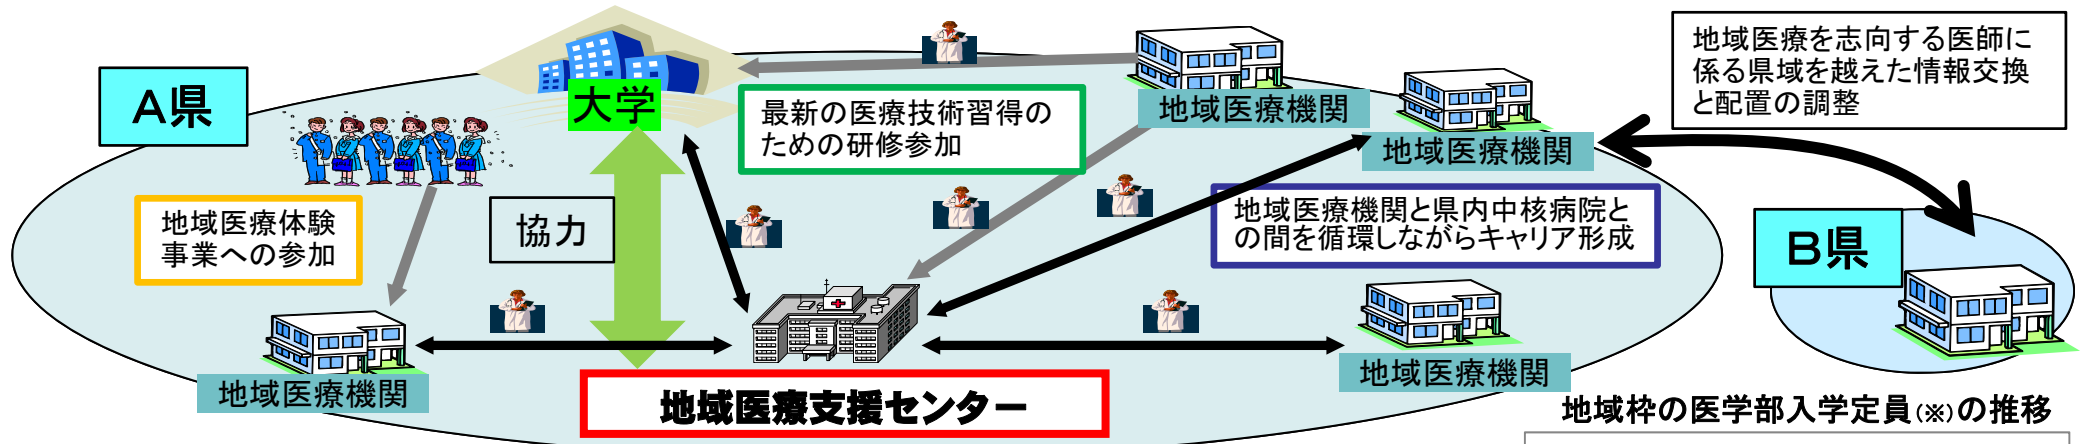 A県
大学
最新の医療技術習得の
ための研修参加
地域医療機関
地域医療機関
地域医療を志向する医師に
係る県域を越えた情報交換
と配置の調整
地域医療体験
事業への参加
協力
地域医療機関と県内中核病院と
の間を循環しながらキャリア形成
B県
地域医療機関
地域医療支援センター
地域医療機関
地域枠の医学部入学定員(※)の推移